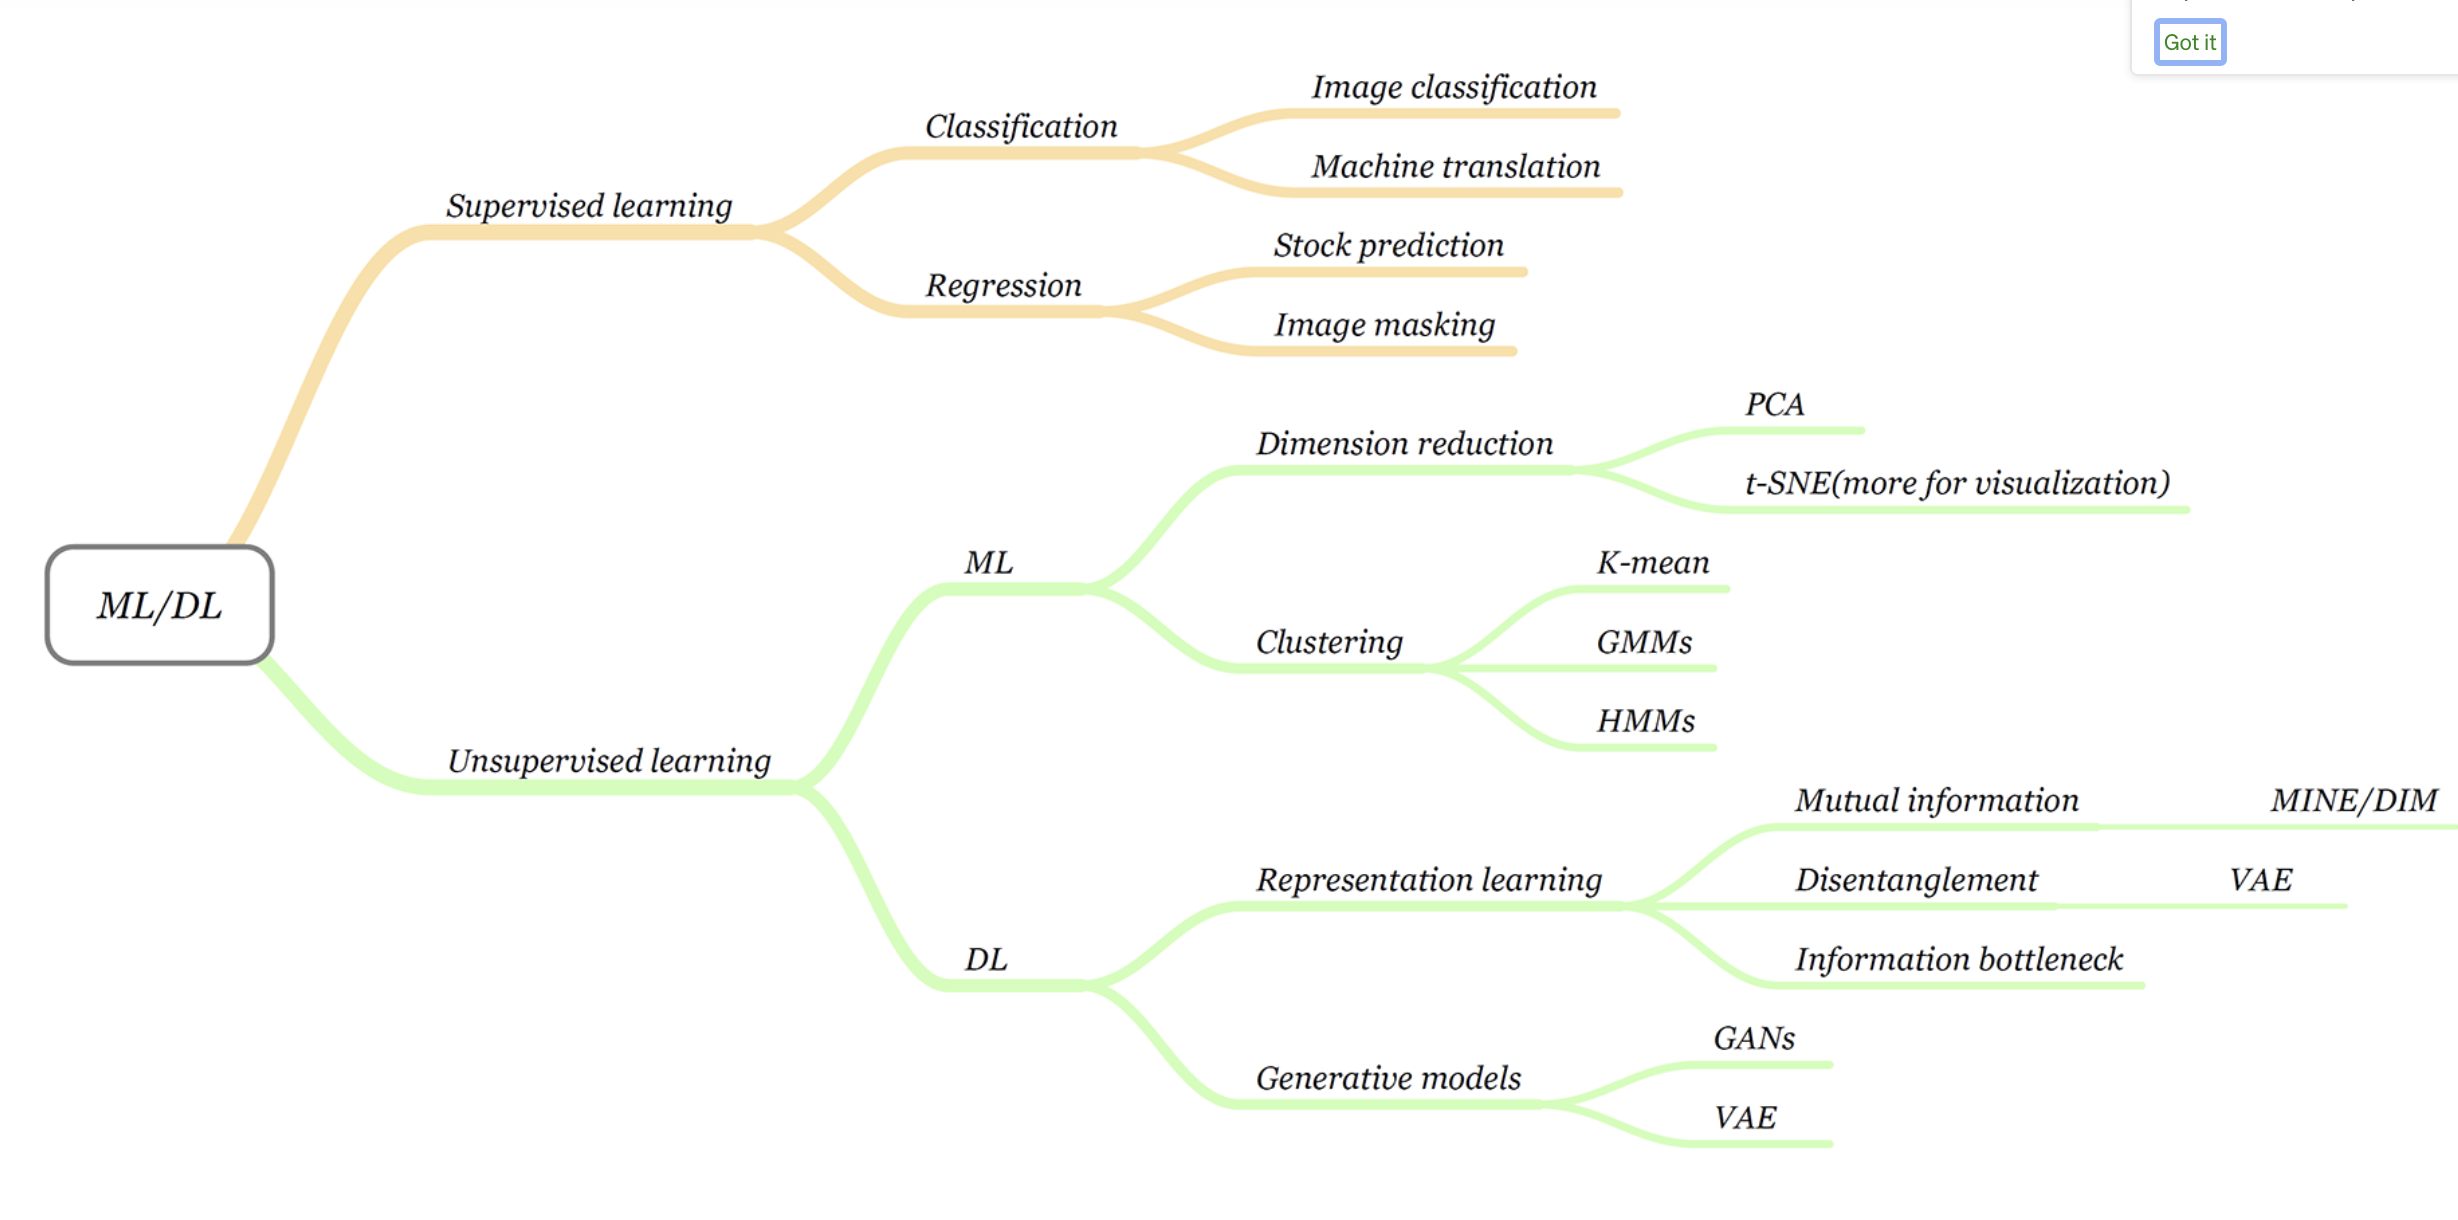 Got it
Image classification
Classification
Machine translation
Supervised learning
Stock prediction
Regression
Image masking
PCA
Dimension reduction
t-SNE(more for visualization)
ML
K-mean
Clustering
GMMs
HMMs
ML/DL
Unsupervised learning
Mutual information
MINE/DIM
Representation learning
Disentanglement
VAE
DL
Information bottleneck
GANs
Generative models
VAE